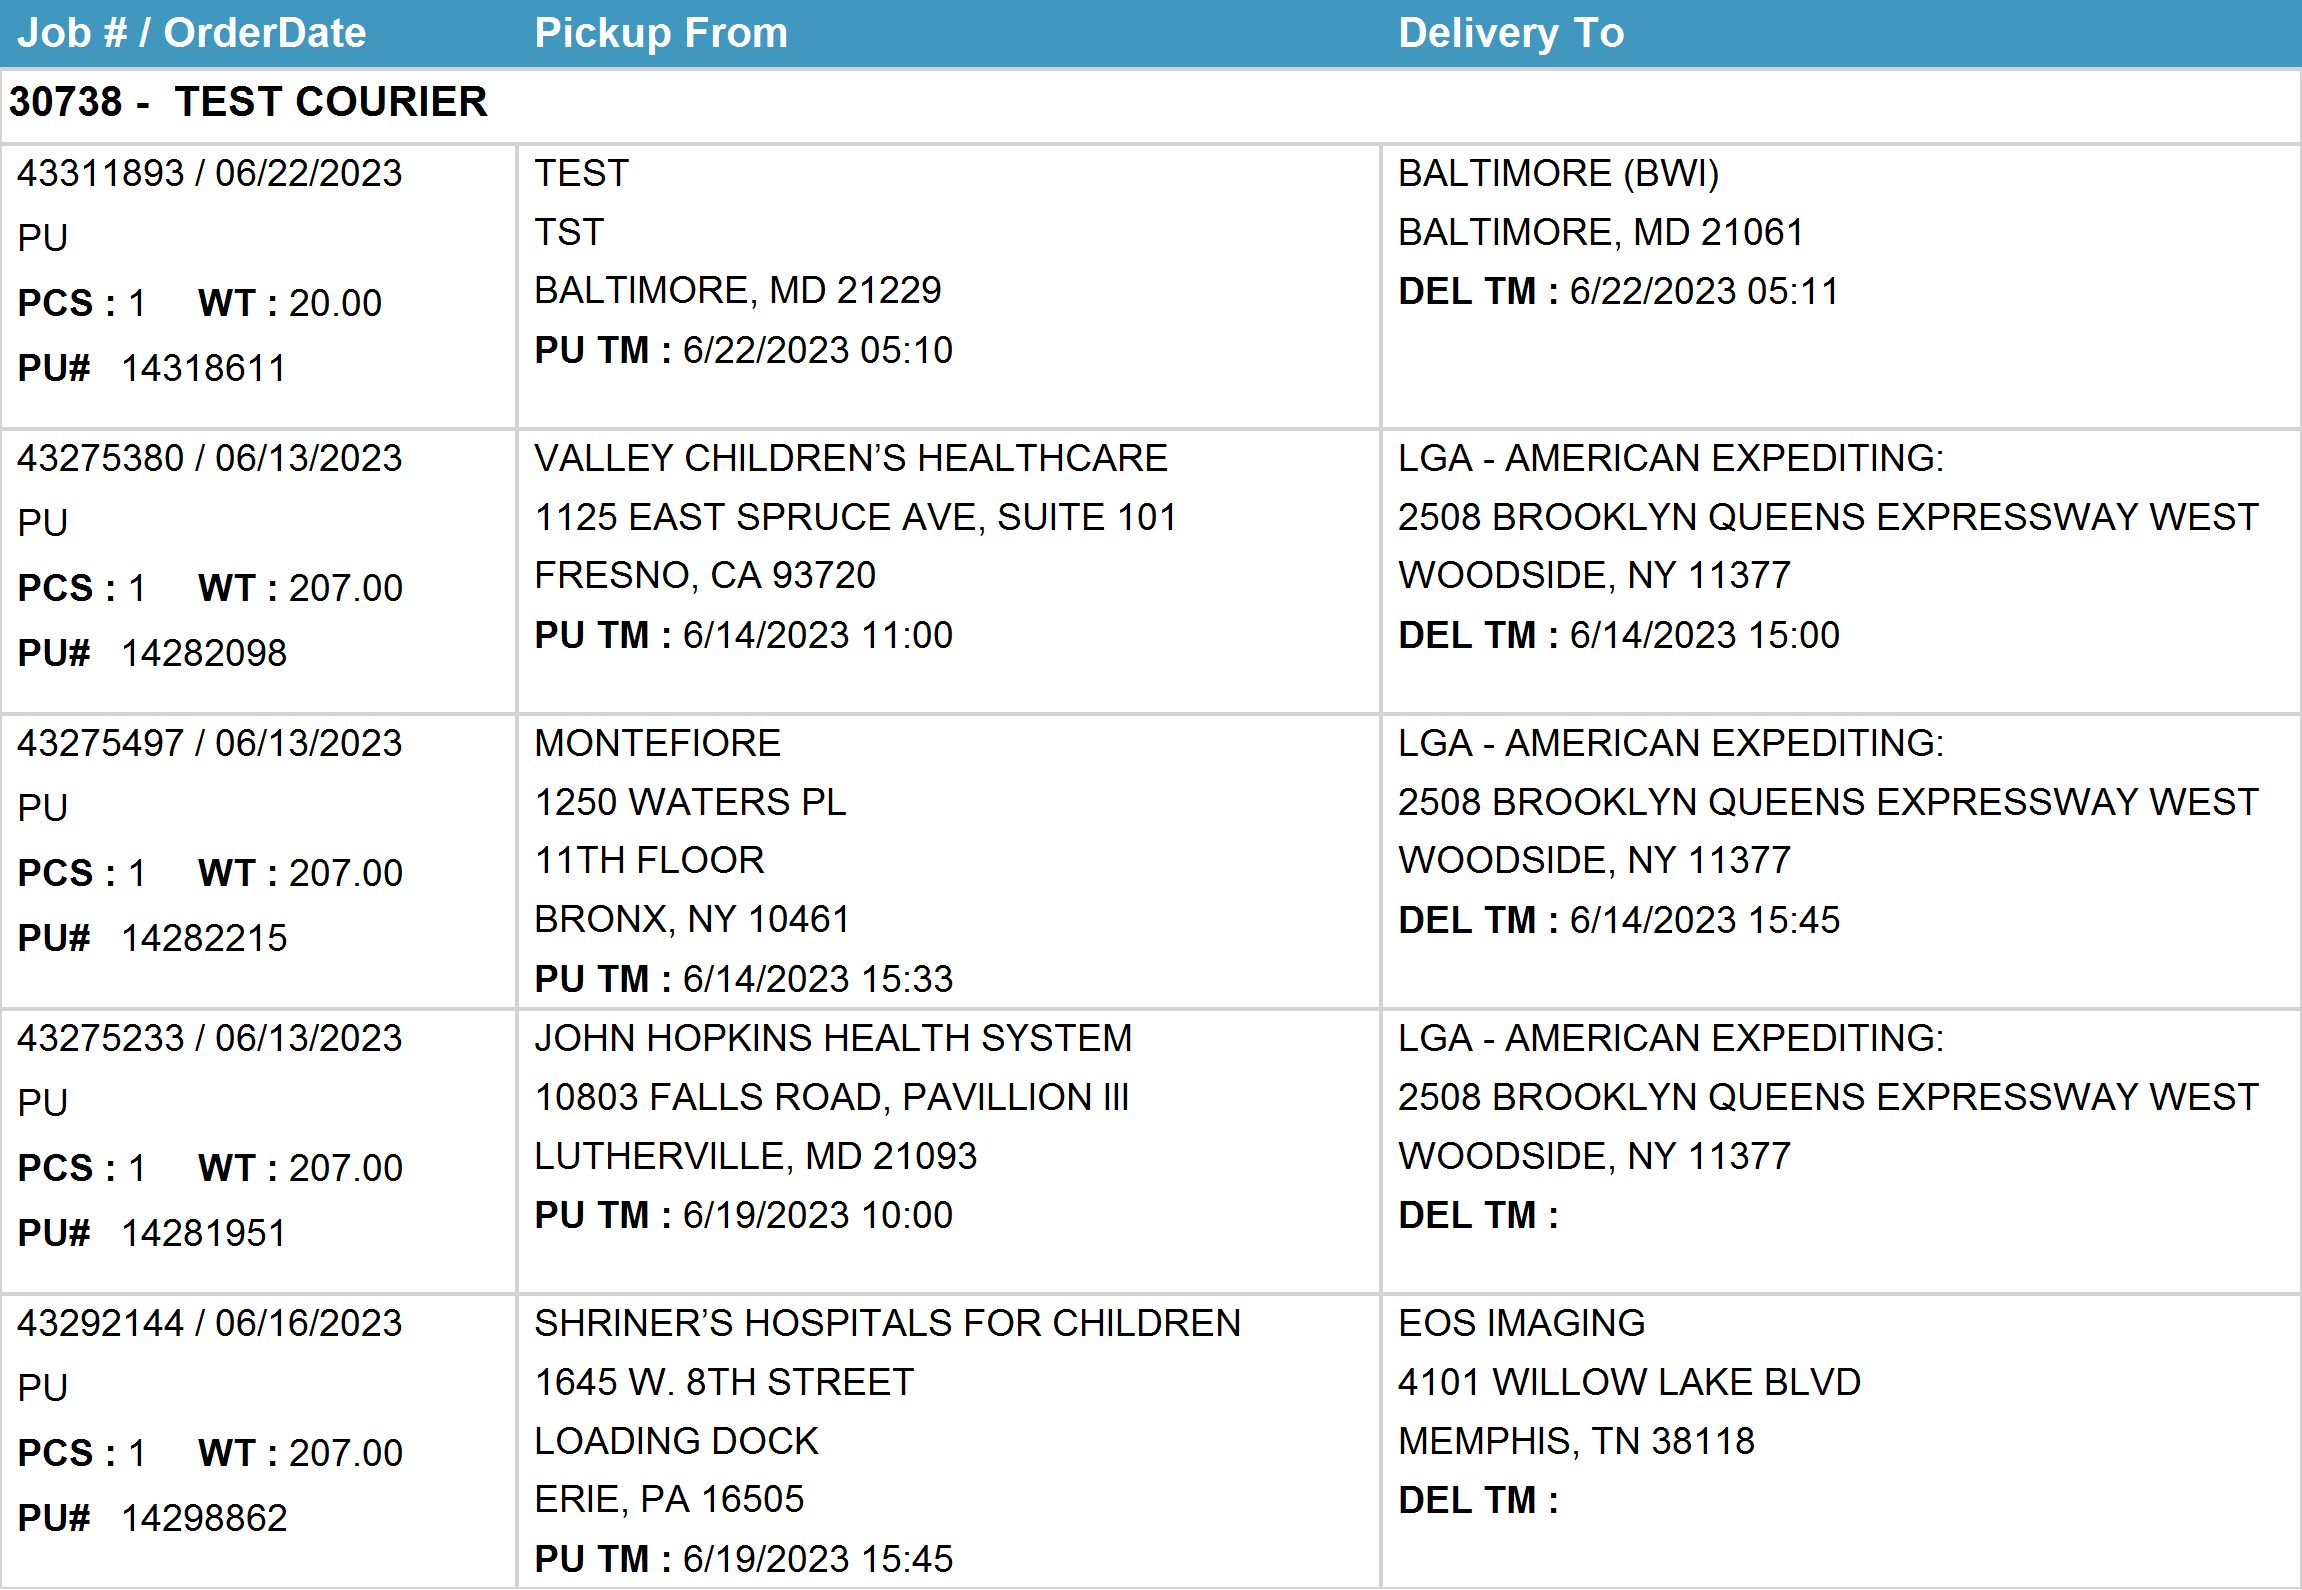 Job # / OrderDate	Pickup From	Delivery To
30738 -  TEST COURIER
43311893 / 06/22/2023
PU
PCS : 1 WT : 20.00
PU# 14318611
TEST
TST
BALTIMORE, MD 21229
PU TM : 6/22/2023 05:10
BALTIMORE (BWI)
BALTIMORE, MD 21061
DEL TM : 6/22/2023 05:11
43275380 / 06/13/2023
PU
PCS : 1 WT : 207.00
PU# 14282098
VALLEY CHILDREN’S HEALTHCARE
1125 EAST SPRUCE AVE, SUITE 101
FRESNO, CA 93720
PU TM : 6/14/2023 11:00
LGA - AMERICAN EXPEDITING:
2508 BROOKLYN QUEENS EXPRESSWAY WEST
WOODSIDE, NY 11377
DEL TM : 6/14/2023 15:00
43275497 / 06/13/2023
PU
PCS : 1 WT : 207.00
PU# 14282215
MONTEFIORE
1250 WATERS PL
11TH FLOOR
BRONX, NY 10461
PU TM : 6/14/2023 15:33
LGA - AMERICAN EXPEDITING:
2508 BROOKLYN QUEENS EXPRESSWAY WEST
WOODSIDE, NY 11377
DEL TM : 6/14/2023 15:45
43275233 / 06/13/2023
PU
PCS : 1 WT : 207.00
PU# 14281951
JOHN HOPKINS HEALTH SYSTEM
10803 FALLS ROAD, PAVILLION III
LUTHERVILLE, MD 21093
PU TM : 6/19/2023 10:00
LGA - AMERICAN EXPEDITING:
2508 BROOKLYN QUEENS EXPRESSWAY WEST
WOODSIDE, NY 11377
DEL TM :
43292144 / 06/16/2023
PU
PCS : 1 WT : 207.00
PU# 14298862
SHRINER’S HOSPITALS FOR CHILDREN
1645 W. 8TH STREET
LOADING DOCK
ERIE, PA 16505
PU TM : 6/19/2023 15:45
EOS IMAGING
4101 WILLOW LAKE BLVD
MEMPHIS, TN 38118
DEL TM :